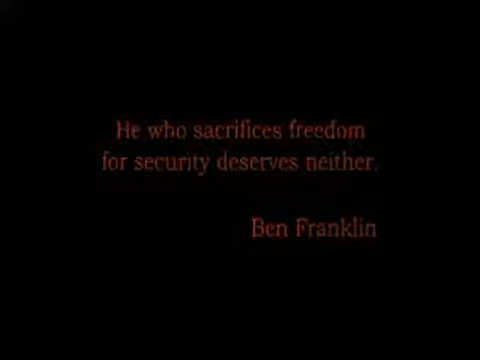 He who sacrifices freedom
for security deserves neither.
Ben Franklin